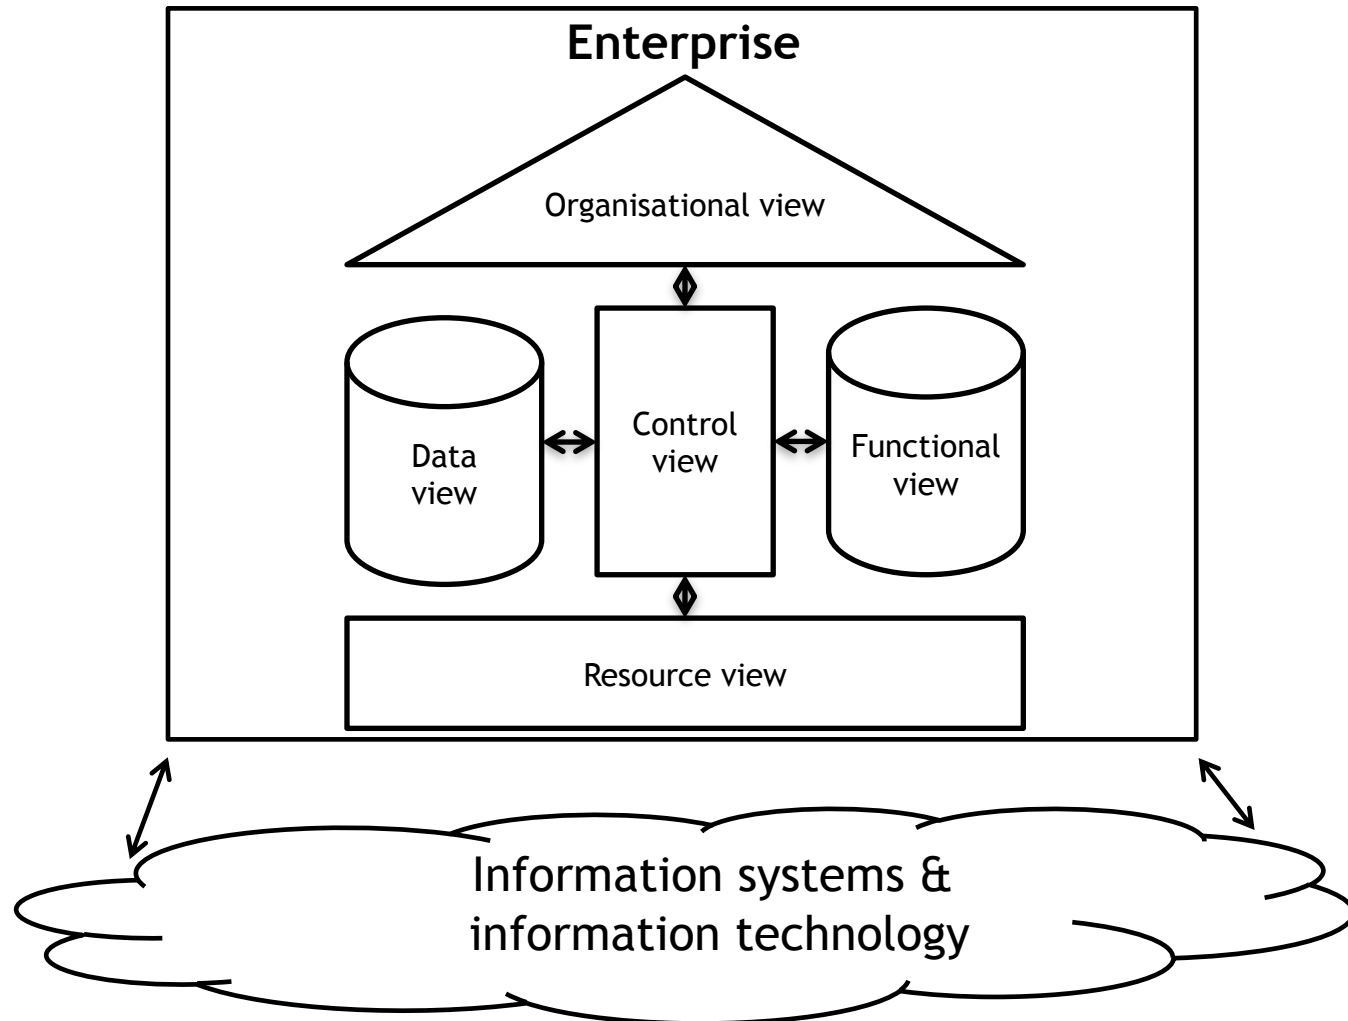 Enterprise
Organisational view
Data
view
Control
view
Functional
view
Resource view
Information systems &
information technology